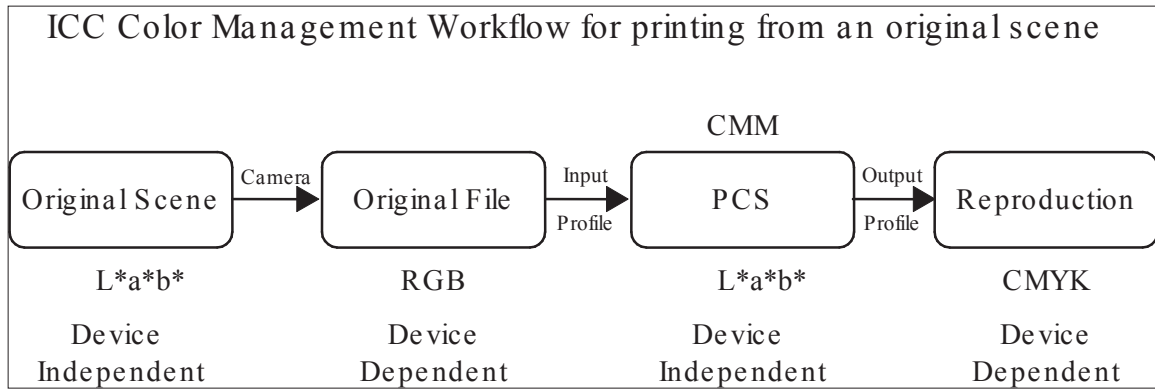 ICC Color Management Workflow for printing from an original scene
CMM
Original Scene
Camera
Original File
Input
Profile
PCS
Output
Profile
Reproduction
L*a*b*
RGB
L*a*b*
CMYK
Device
Independent
Device
Dependent
Device
Independent
Device
Dependent